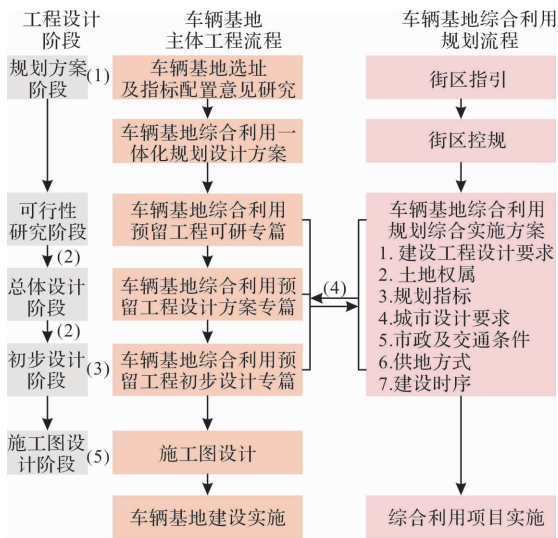 工程设计
阶段
规划方案
阶段
(1)
可行性
研究阶段
(2)
总体设计
阶段
(2)
初步设计
阶段
(3)
施工图设
计阶段
(5)
车辆基地
主体工程流程
车辆基地选址
及指标配置意见研究
车辆基地综合利用一
体化规划设计方案
车辆基地综合利用
预留工程可研专篇
车辆基地综合利用预
留工程设计方案专篇
车辆基地综合利用预
留工程初步设计专篇
施工图设计
车辆基地建设实施
(4)
车辆基地综合利用
规划流程
街区指引
街区控规
车辆基地综合利用
规划综合实施方案
1. 建设工程设计要求
2.土地权属
3.规划指标
4.城市设计要求
5.市政及交通条件
6.供地方式
7.建设时序
综合利用项目实施